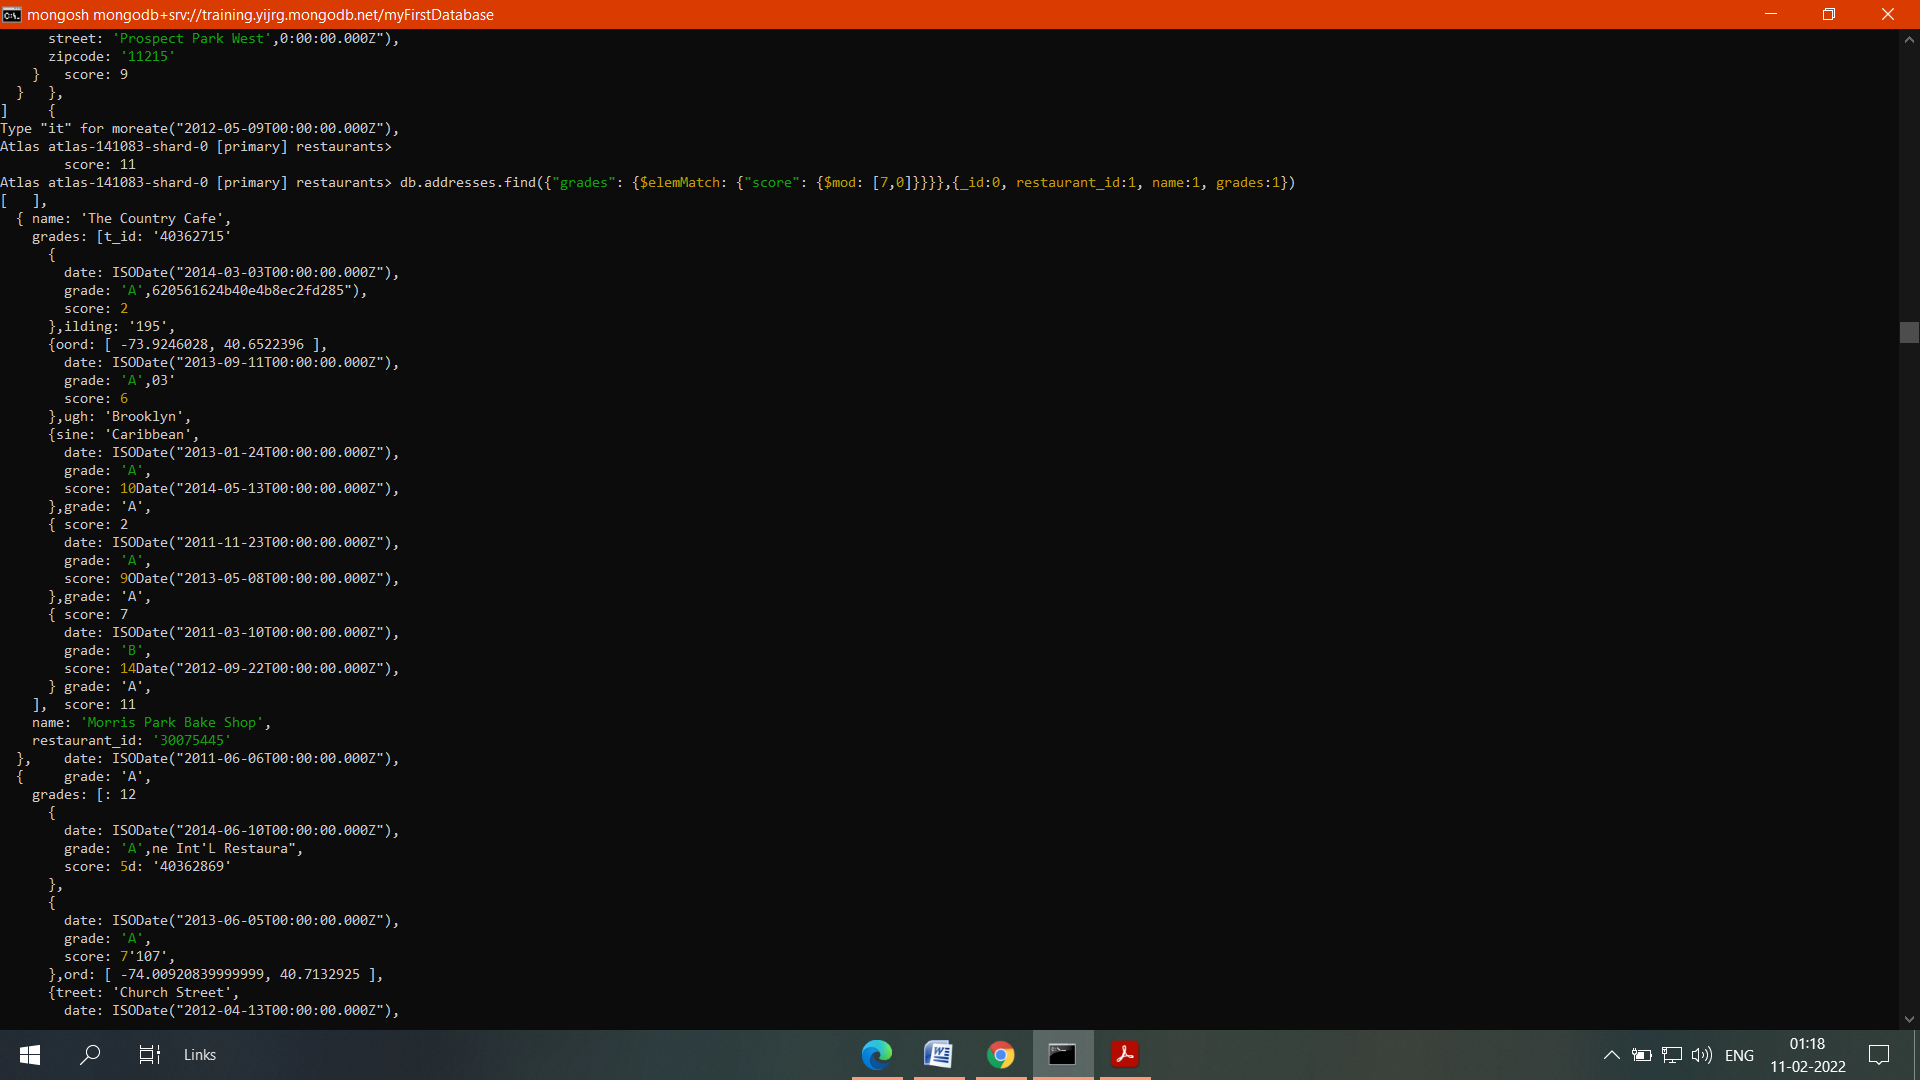 mongosh mongodb+srv://training.yijrg.mongodb.net/myFirstDatabase
      street: 'Prospect Park West',0:00:00.000Z"),
      zipcode: '11215'
    }   score: 9
  }   },
]     {
Type "it" for moreate("2012-05-09T00:00:00.000Z"),
Atlas atlas-141083-shard-0 [primary] restaurants>
        score: 11
Atlas atlas-141083-shard-0 [primary] restaurants> db.addresses.find({"grades": {$elemMatch: {"score": {$mod: [7,0]}}}},{_id:0, restaurant_id:1, name:1, grades:1})
[   ],
  { name: 'The Country Cafe',
    grades: [t_id: '40362715'
      {
        date: ISODate("2014-03-03T00:00:00.000Z"),
        grade: 'A',620561624b40e4b8ec2fd285"),
        score: 2
      },ilding: '195',
      {oord: [ -73.9246028, 40.6522396 ],
        date: ISODate("2013-09-11T00:00:00.000Z"),
        grade: 'A',03'
        score: 6
      },ugh: 'Brooklyn',
      {sine: 'Caribbean',
        date: ISODate("2013-01-24T00:00:00.000Z"),
        grade: 'A',
        score: 10Date("2014-05-13T00:00:00.000Z"),
      },grade: 'A',
      { score: 2
        date: ISODate("2011-11-23T00:00:00.000Z"),
        grade: 'A',
        score: 9ODate("2013-05-08T00:00:00.000Z"),
      },grade: 'A',
      { score: 7
        date: ISODate("2011-03-10T00:00:00.000Z"),
        grade: 'B',
        score: 14Date("2012-09-22T00:00:00.000Z"),
      } grade: 'A',
    ],  score: 11
    name: 'Morris Park Bake Shop',
    restaurant_id: '30075445'
  },    date: ISODate("2011-06-06T00:00:00.000Z"),
  {     grade: 'A',
    grades: [: 12
      {
        date: ISODate("2014-06-10T00:00:00.000Z"),
        grade: 'A',ne Int'L Restaura",
        score: 5d: '40362869'
      },
      {
        date: ISODate("2013-06-05T00:00:00.000Z"),
        grade: 'A',
        score: 7'107',
      },ord: [ -74.00920839999999, 40.7132925 ],
      {treet: 'Church Street',
        date: ISODate("2012-04-13T00:00:00.000Z"),
Links
ENG
01:18
11-02-2022